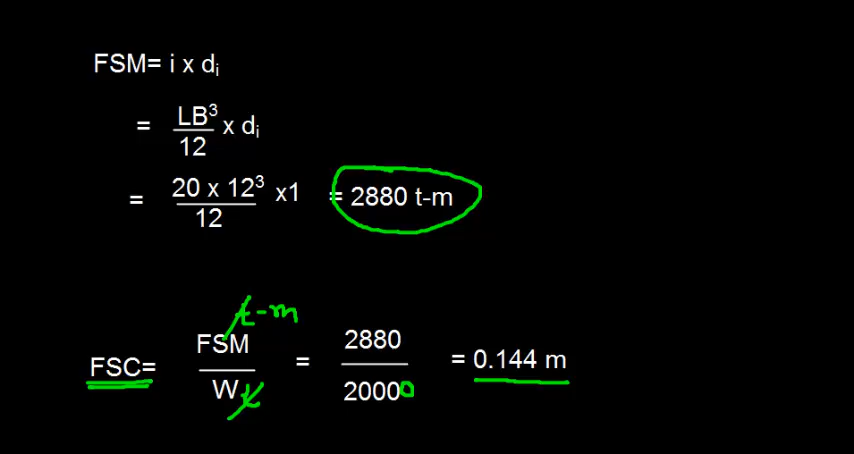 FSM= i x dᵢ
= LB³/12 x dᵢ
= 20 x 12³/12 x1 = 2880 t-m
t-m
FSC= FSM/W t = 2880/20000 = 0.144 m